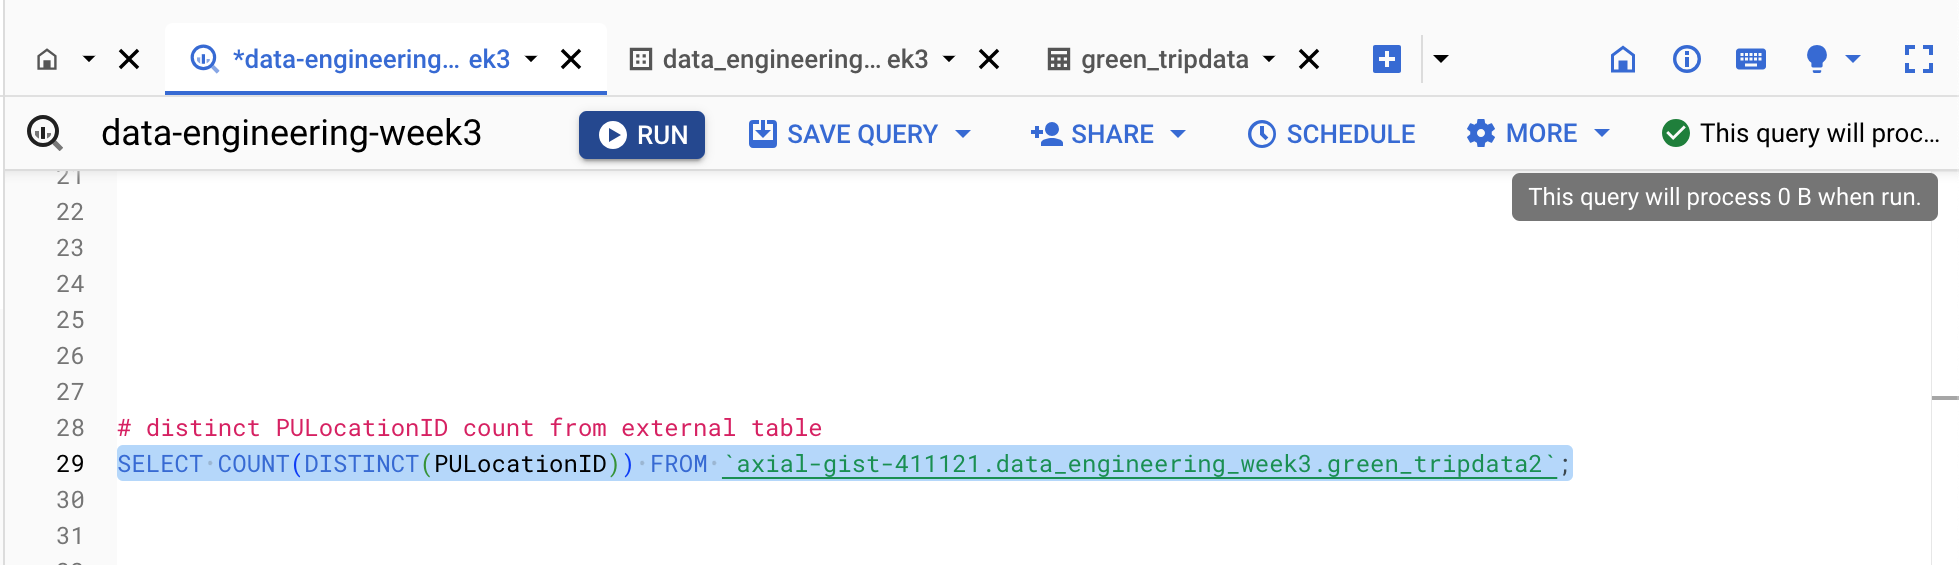 *data-engineering... ek3 data_engineering... ek3 green_tripdata
data-engineering-week3 RUN SAVE QUERY SHARE SCHEDULE MORE This query will proc...
This query will process 0 B when run.
21
22
23
24
25
26
27
28 # distinct PULocationID count from external table
29 SELECT COUNT(DISTINCT(PULocationID)) FROM `axial-gist-411121.data_engineering_week3.green_tripdata2`;
30
31